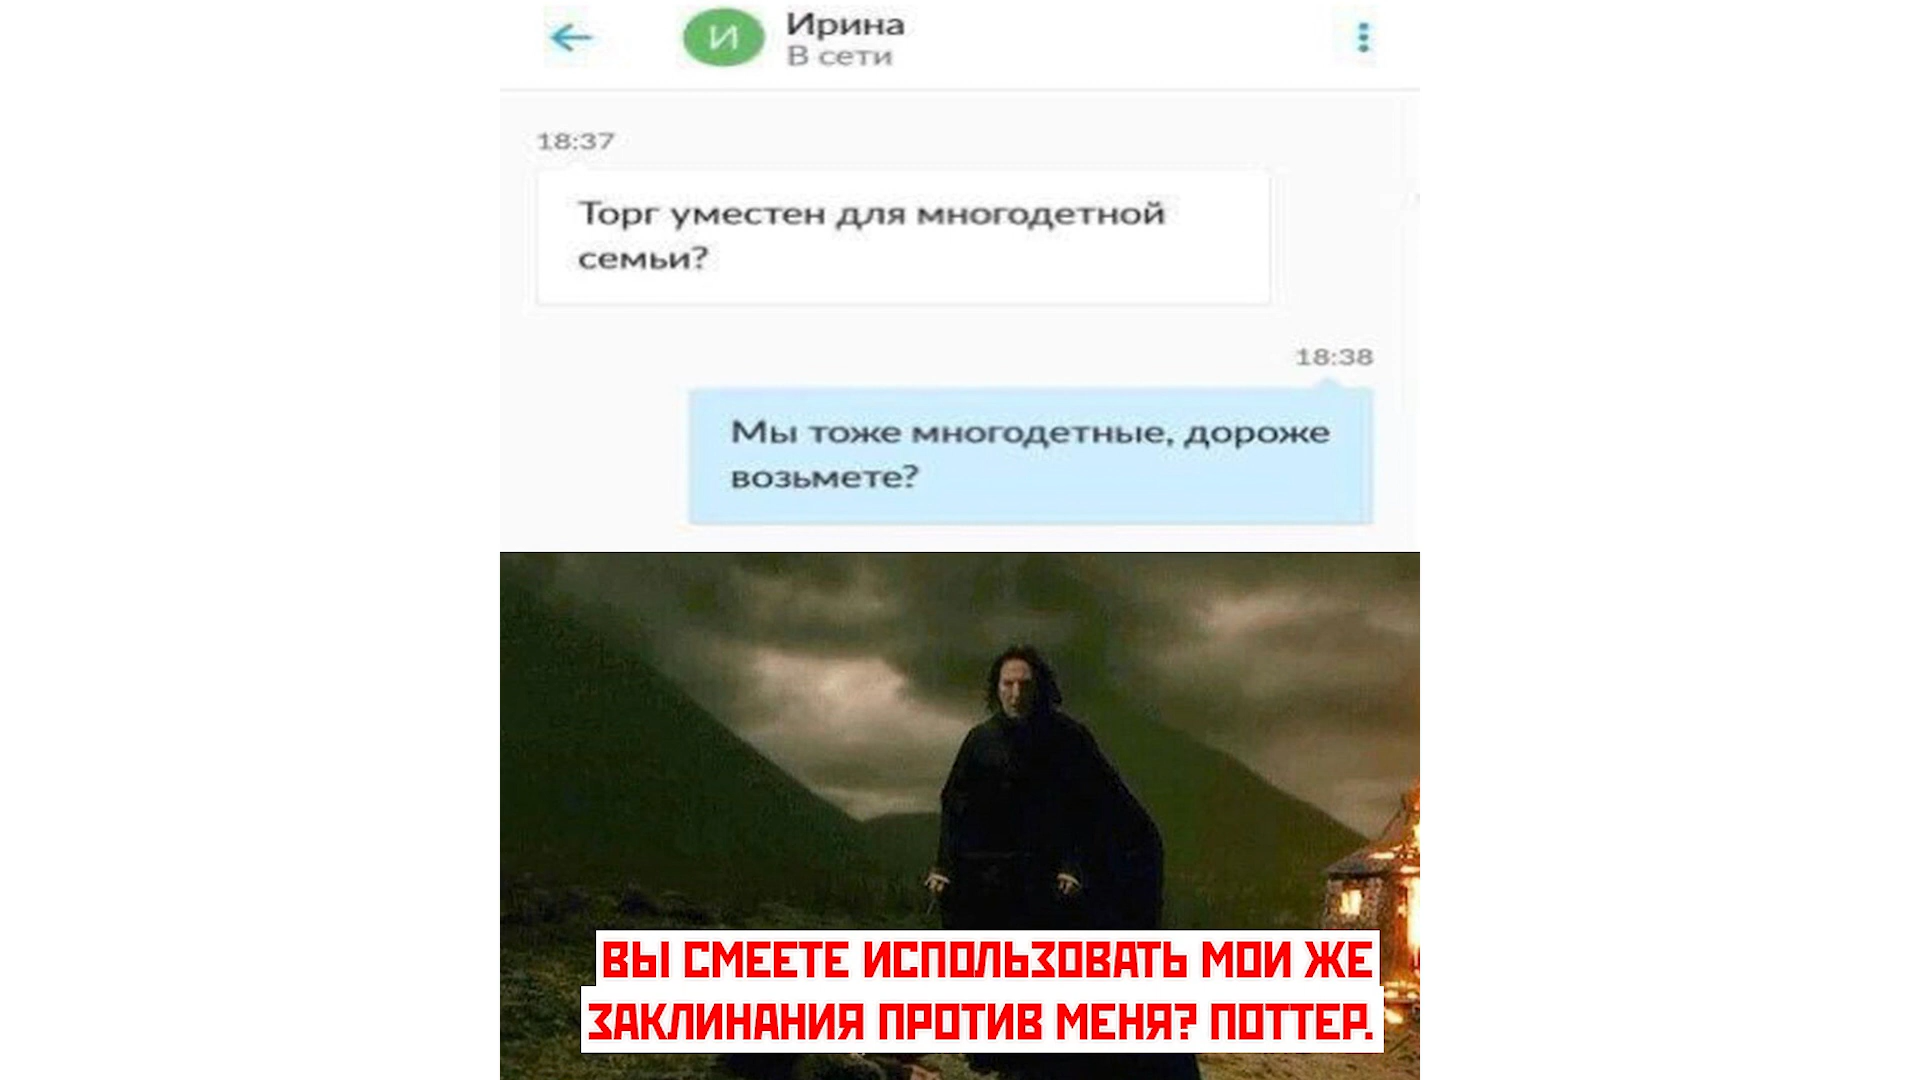 Ирина
И
В сети
18:37
Торг уместен для многодетной
семьи?
18:38
Мы тоже многодетные, дороже
возьмете?
ВЫ СМЕЕТЕ ИСПОЛЬЗОВАТЬ МОИ ЖЕ
ЗАКЛИНАНИЯ ПРОТИВ МЕНЯ? ПОТТЕР.